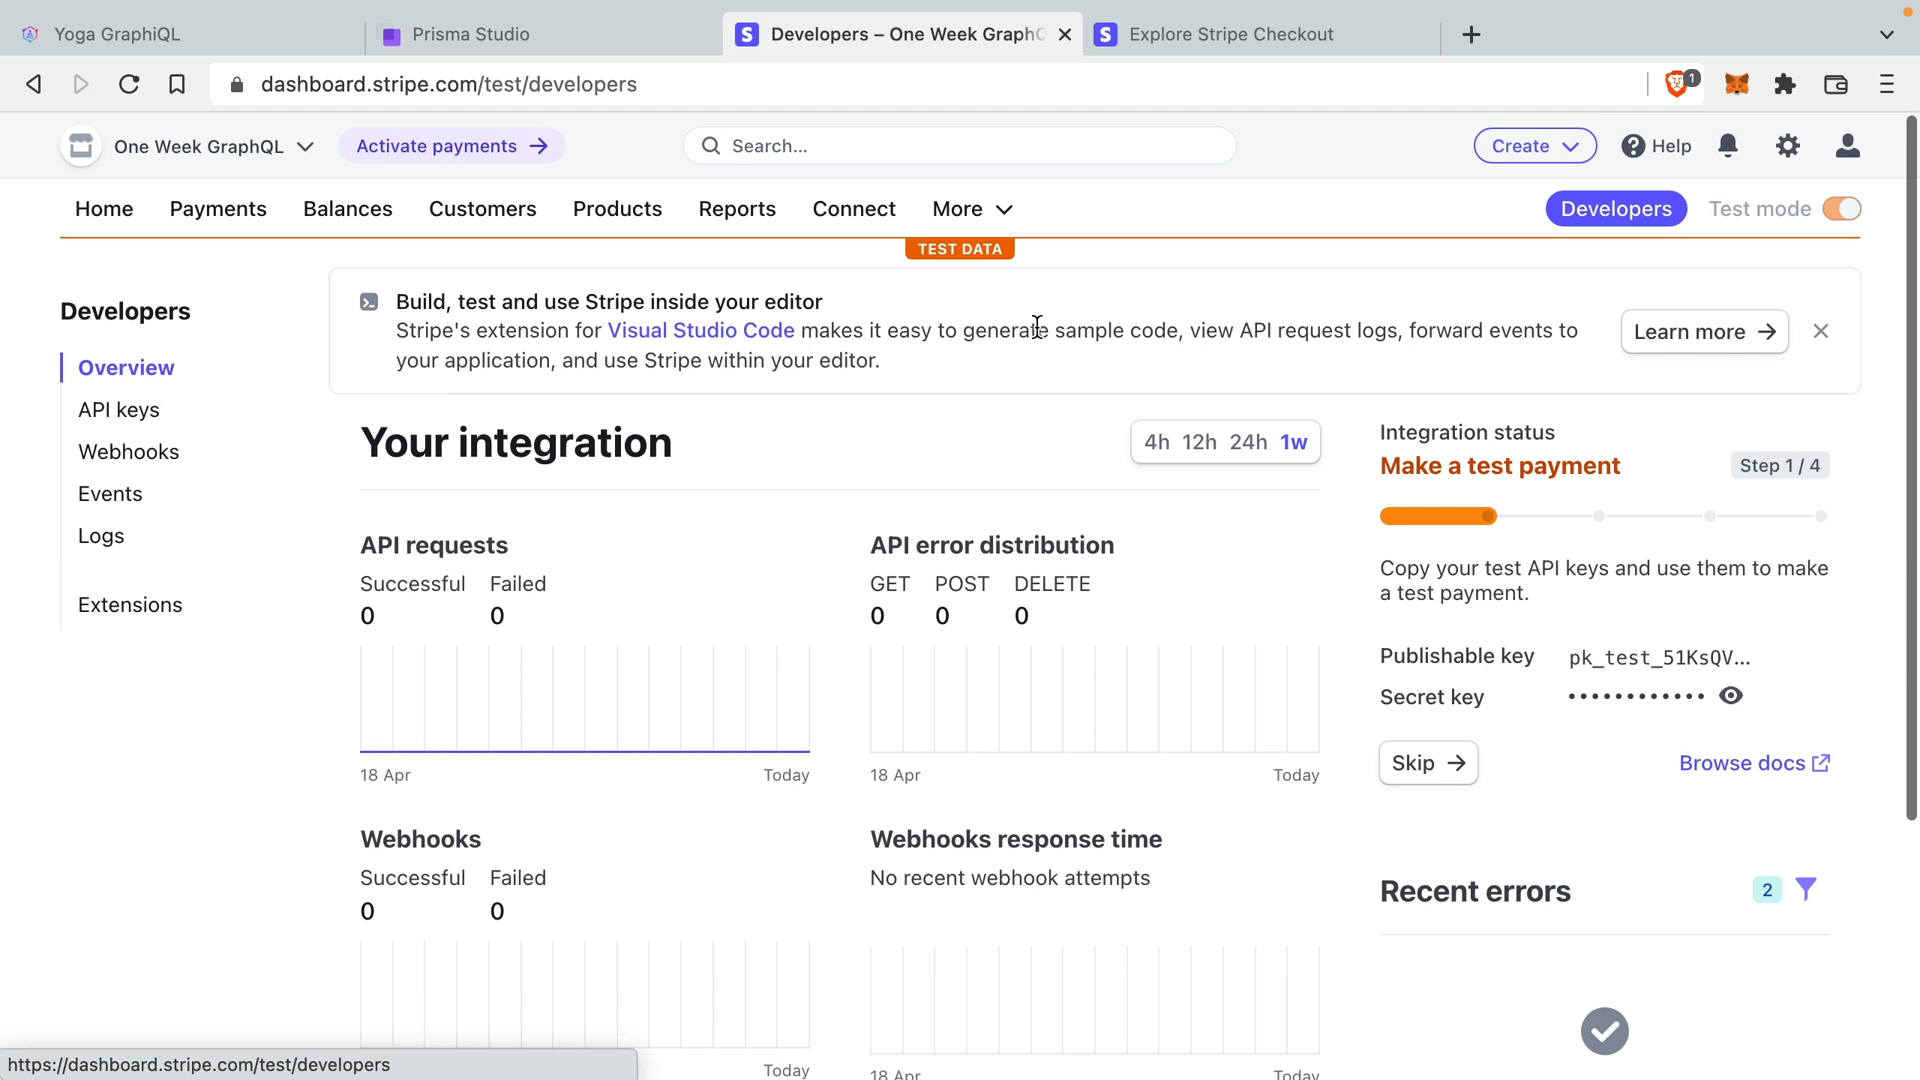 Yoga GraphiQL
Prisma Studio
Developers – One Week GraphQ
Explore Stripe Checkout
dashboard.stripe.com/test/developers
1
One Week GraphQL
Activate payments →
Search...
Create
Help
Home
Payments
Balances
Customers
Products
Reports
Connect
More
Developers
Test mode
TEST DATA
Developers
Overview
API keys
Webhooks
Events
Logs
Extensions
Build, test and use Stripe inside your editor
Stripe's extension for Visual Studio Code makes it easy to generate sample code, view API request logs, forward events to
your application, and use Stripe within your editor.
Learn more →
Your integration
4h 12h 24h 1w
API requests
Successful Failed
0 0
18 Apr Today
API error distribution
GET POST DELETE
0 0 0
18 Apr Today
Webhooks
Successful Failed
0 0
Today
Webhooks response time
No recent webhook attempts
18 Apr Today
Integration status
Make a test payment
Step 1 / 4
Copy your test API keys and use them to make
a test payment.
Publishable key pk_test_51KsQV...
Secret key ••••••••••••
Skip →
Browse docs
Recent errors
2
https://dashboard.stripe.com/test/developers